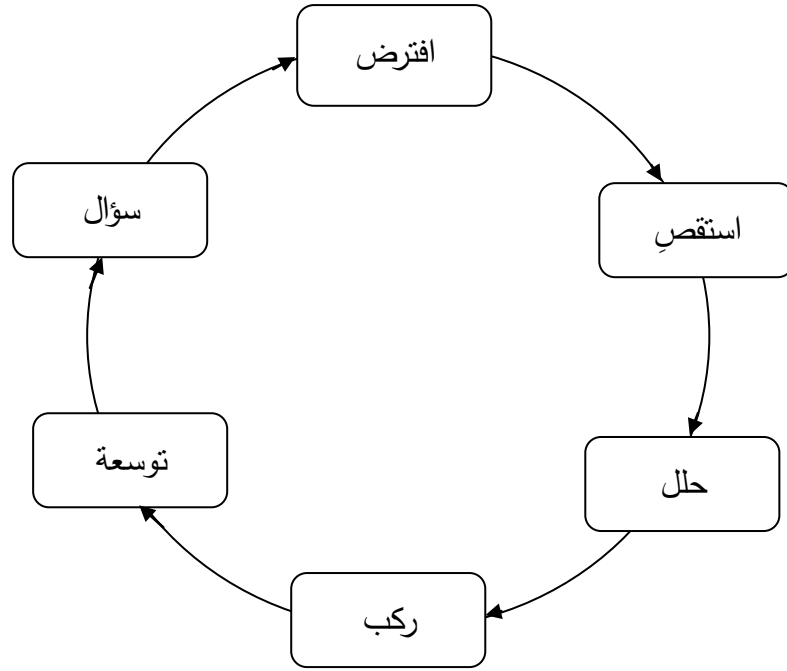 افترض
استقصِ
سؤال
حلل
توسعة
ركب